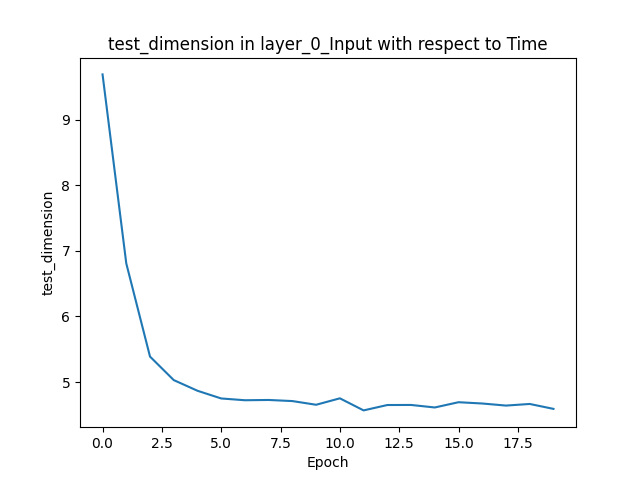 test_dimension in layer_0_Input with respect to Time
test_dimension
9
8
7
6
5
0.0 2.5 5.0 7.5 10.0 12.5 15.0 17.5
Epoch